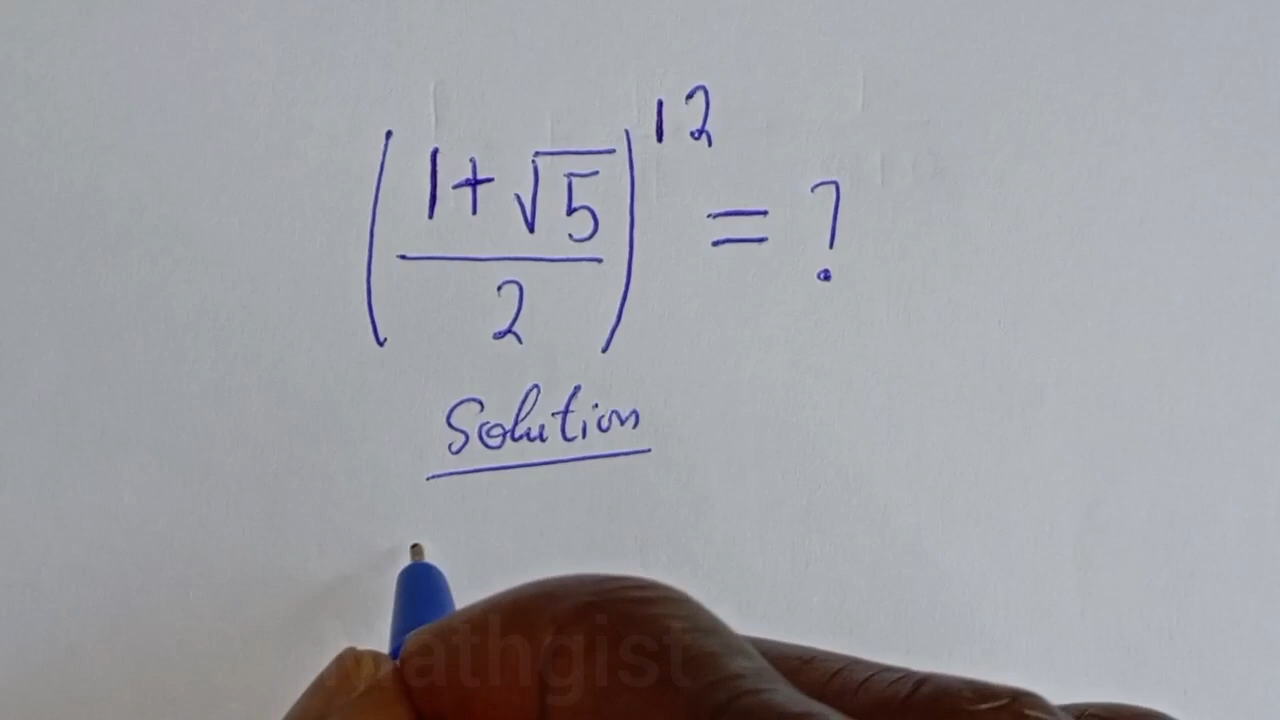 (1+√5 / 2)^12 = ?
Solution
Mathgist